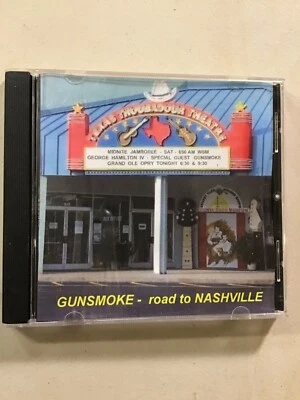 TEXAS TROUBADOUR THEATRE
MIDNITE JAMBOREE - SAT - 650 AM WSM
GEORGE HAMILTON IV - SPECIAL GUEST GUNSMOKE
GRAND OLE OPRY TONIGHT 6:30 & 9:30
GUNSMOKE - road to NASHVILLE